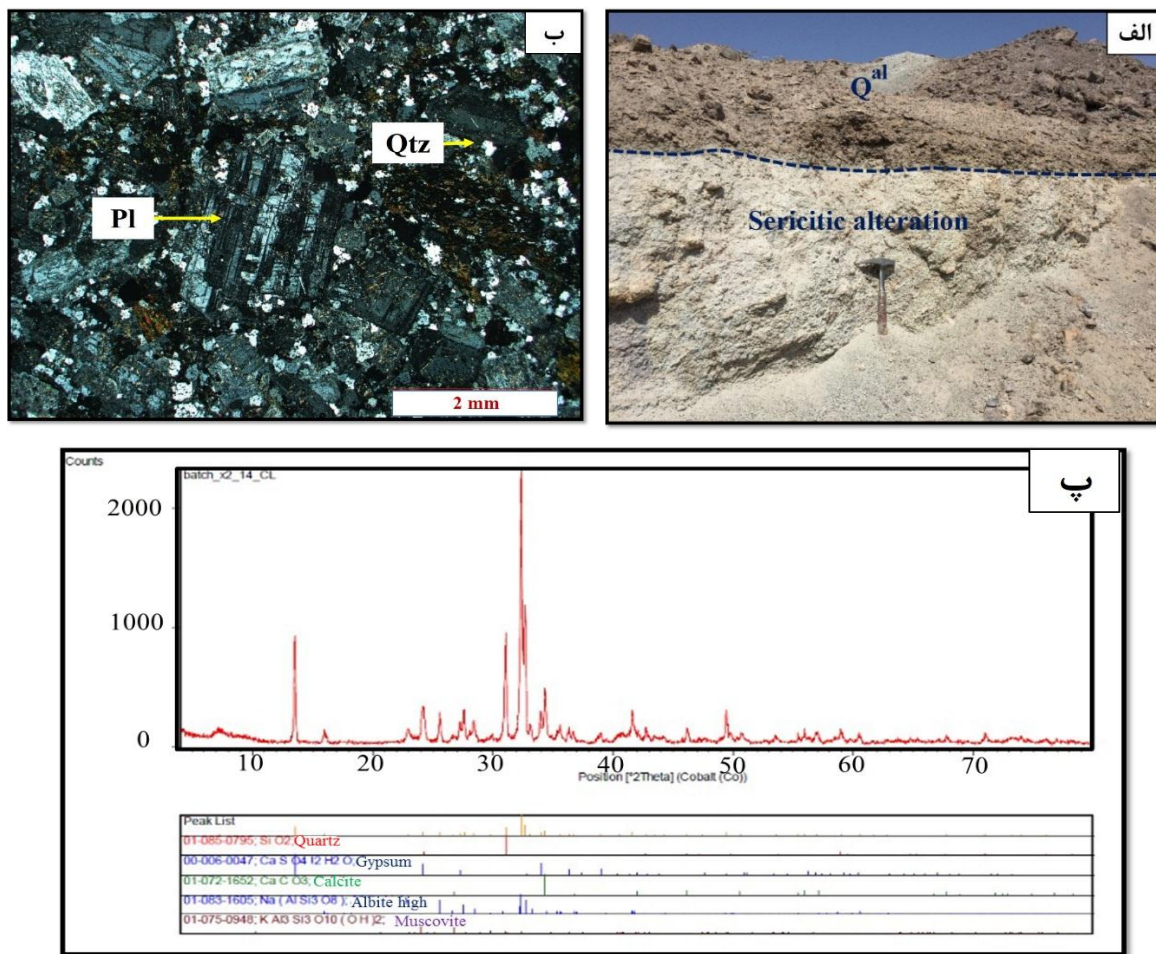 ب
Qtz
Pl
2 mm
الف
Qal
Sericitic alteration
پ
Counts
batch_x2_14_CL
2000
1000
0
10 20 30 40 50 60 70
Position [°2Theta] (Cobalt (Co))
Peak List
01-085-0795; Si O2; Quartz
00-006-0047; Ca S O4 !2 H2 O; Gypsum
01-072-1652; Ca C O3; Calcite
01-083-1605; Na ( Al Si3 O8 ); Albite high
01-075-0948; K Al3 Si3 O10 ( O H )2; Muscovite